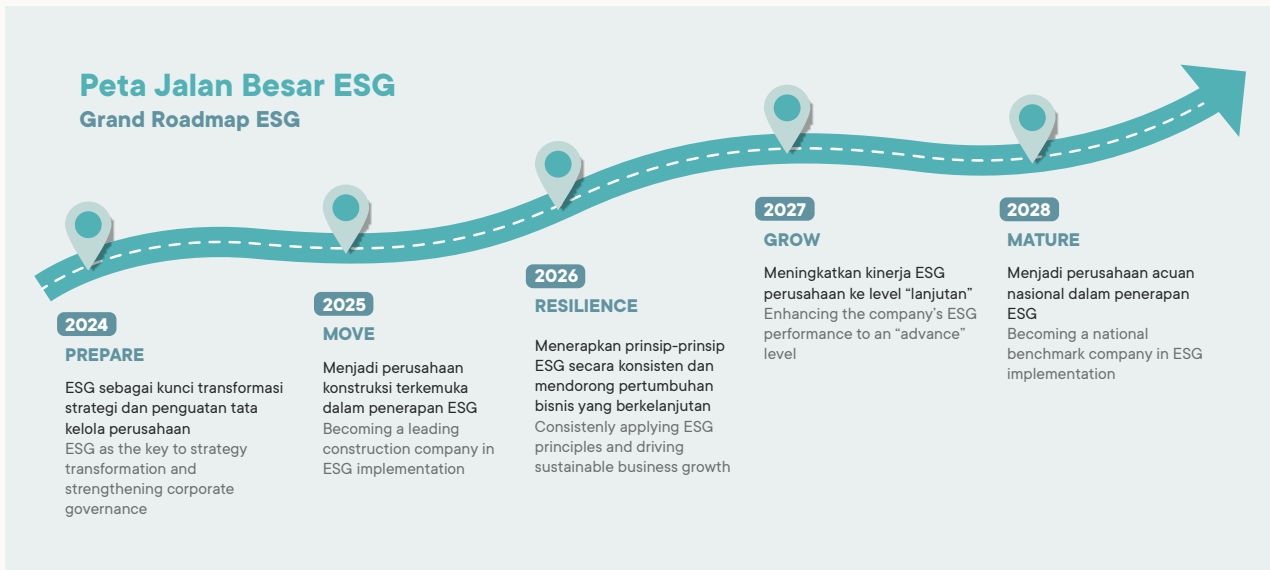 Peta Jalan Besar ESG
Grand Roadmap ESG
2024
PREPARE
ESG sebagai kunci transformasi
strategi dan penguatan tata
kelola perusahaan
ESG as the key to strategy
transformation and
strengthening corporate
governance
2025
MOVE
Menjadi perusahaan
konstruksi terkemuka
dalam penerapan ESG
Becoming a leading
construction company in
ESG implementation
2026
RESILIENCE
Menerapkan prinsip-prinsip
ESG secara konsisten dan
mendorong pertumbuhan
bisnis yang berkelanjutan
Consistenly applying ESG
principles and driving
sustainable business growth
2027
GROW
Meningkatkan kinerja ESG
perusahaan ke level “lanjutan”
Enhancing the company’s ESG
performance to an “advance”
level
2028
MATURE
Menjadi perusahaan acuan
nasional dalam penerapan
ESG
Becoming a national
benchmark company in ESG
implementation